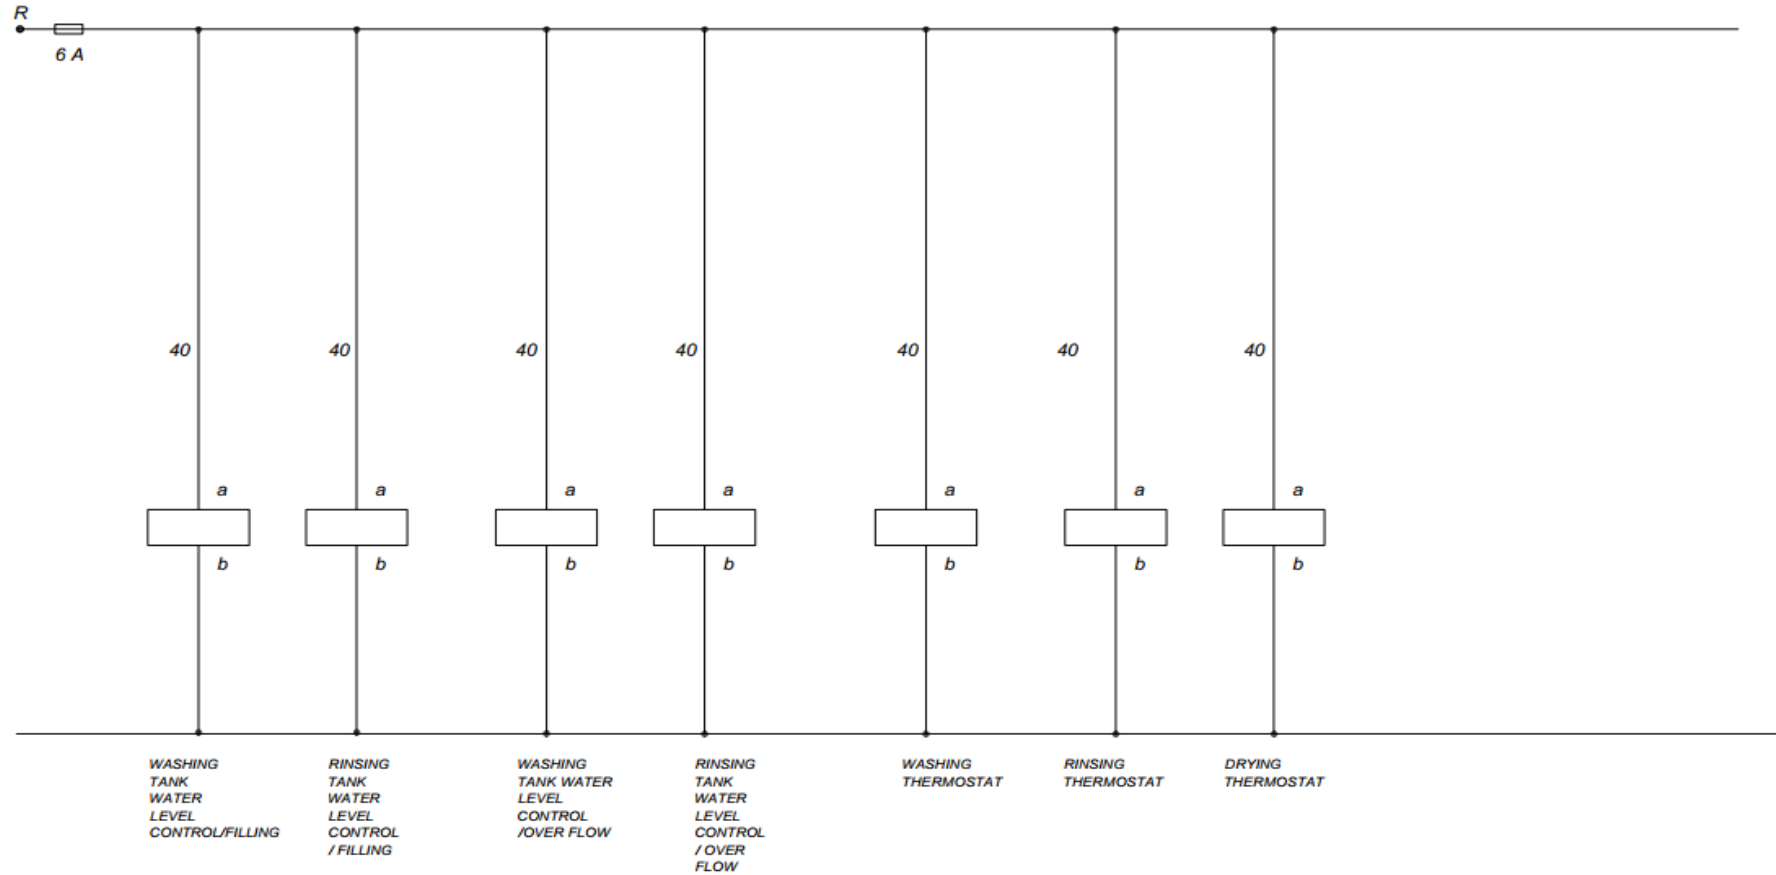 R
6 A
40 40 40 40 40 40 40
a a a a a a a
b b b b b b b
WASHING
TANK
WATER
LEVEL
CONTROL/FILLING
RINSING
TANK
WATER
LEVEL
CONTROL
/ FILLING
WASHING
TANK WATER
LEVEL
CONTROL
/OVER FLOW
RINSING
TANK
WATER
LEVEL
CONTROL
/ OVER
FLOW
WASHING
THERMOSTAT
RINSING
THERMOSTAT
DRYING
THERMOSTAT